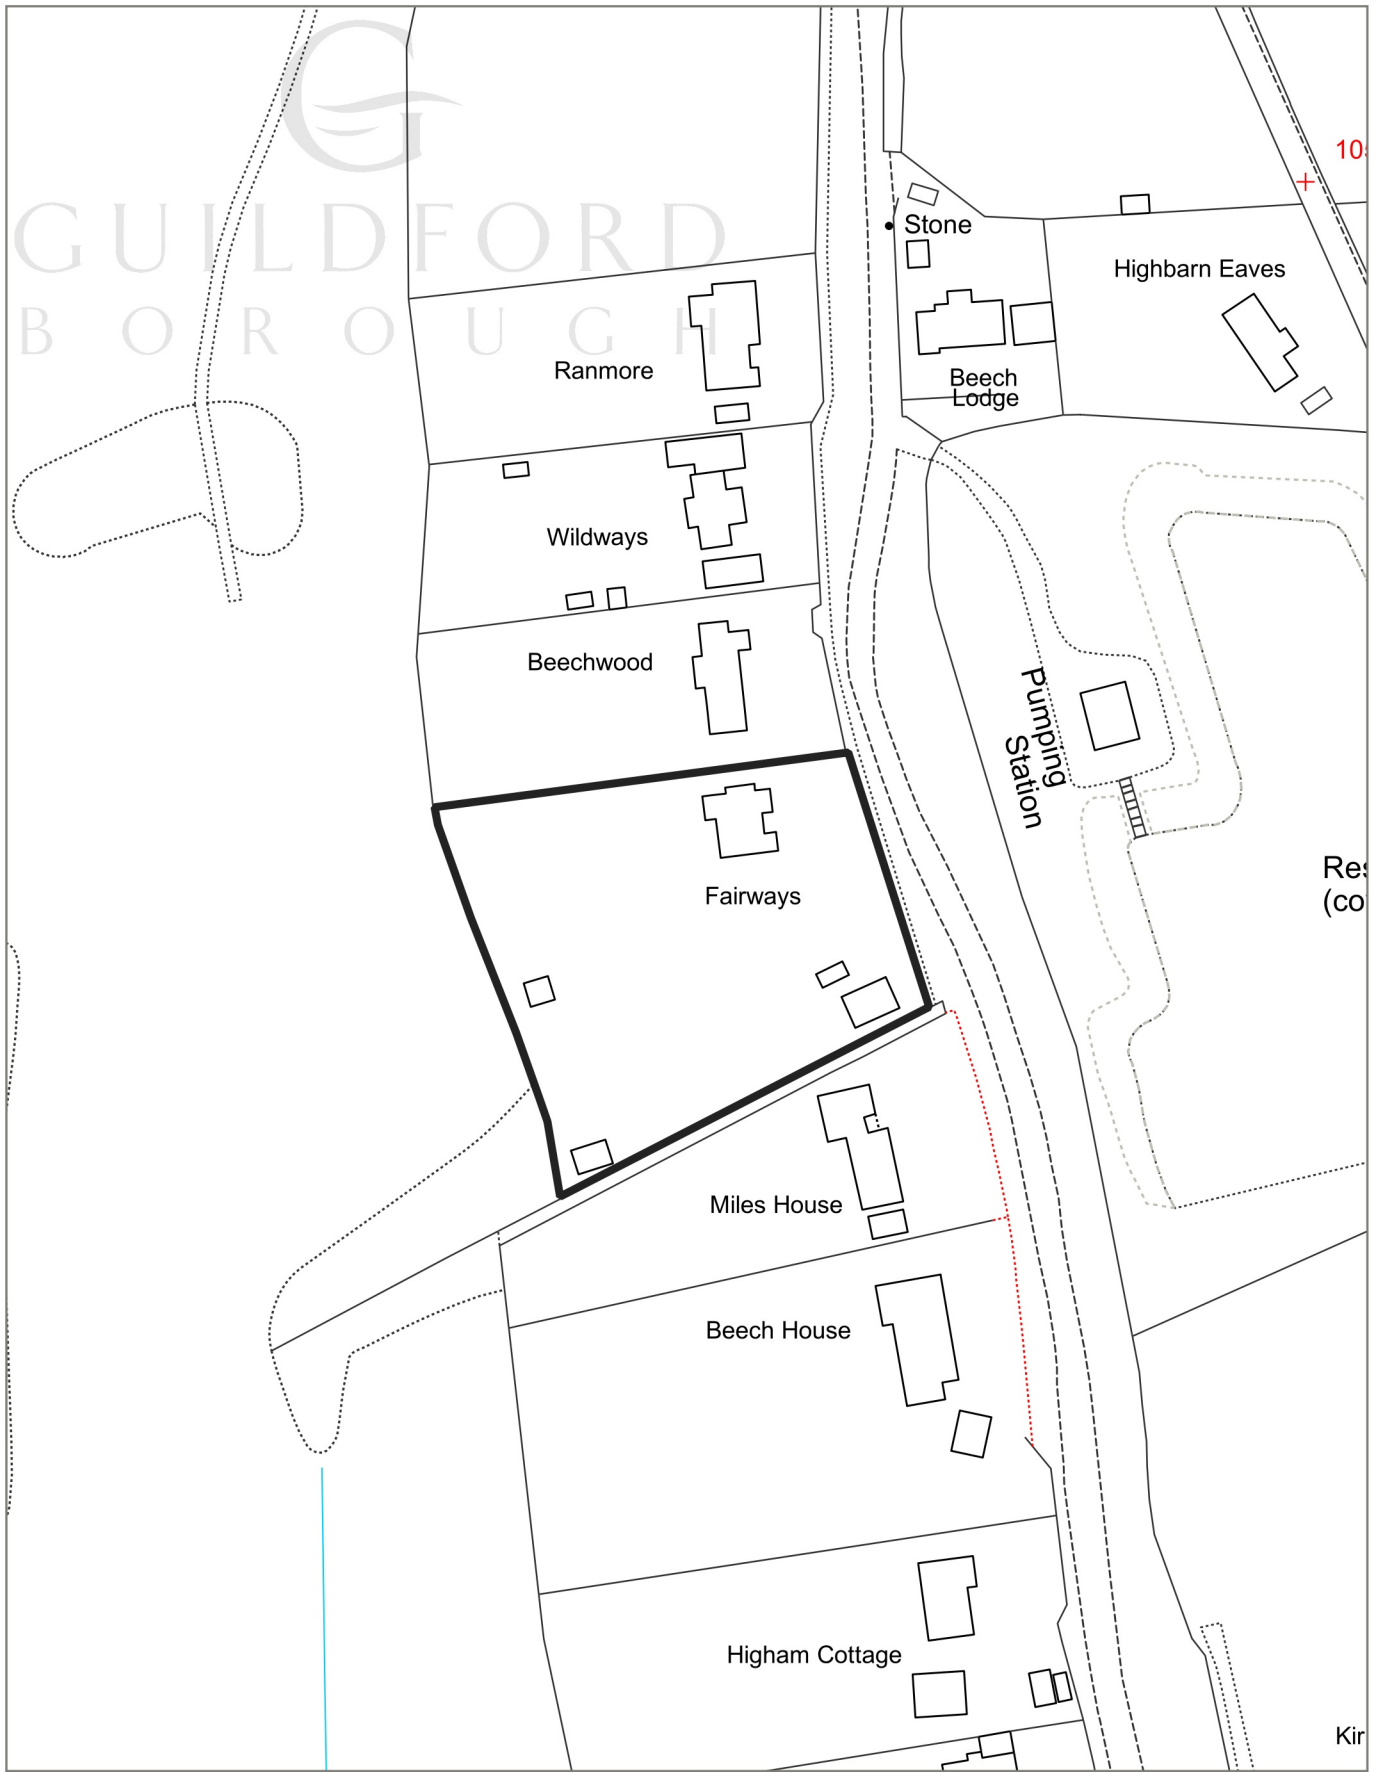 GUILDFORD
BOROUGH
Stone
Highbarn Eaves
Ranmore
Beech
Lodge
Wildways
Beechwood
Pumping
Station
Fairways
Miles House
Beech House
Higham Cottage